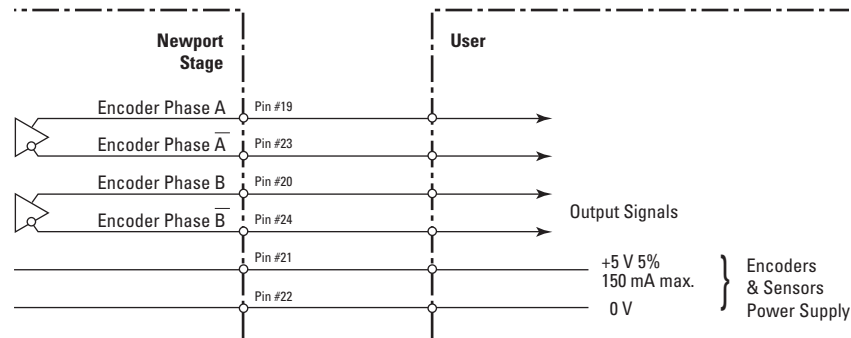 Newport
Stage
User
Encoder Phase A
Pin #19
Encoder Phase A̅
Pin #23
Encoder Phase B
Pin #20
Encoder Phase B̅
Pin #24
Output Signals
Pin #21
+5 V 5%
150 mA max.
Pin #22
0 V
}
Encoders
& Sensors
Power Supply